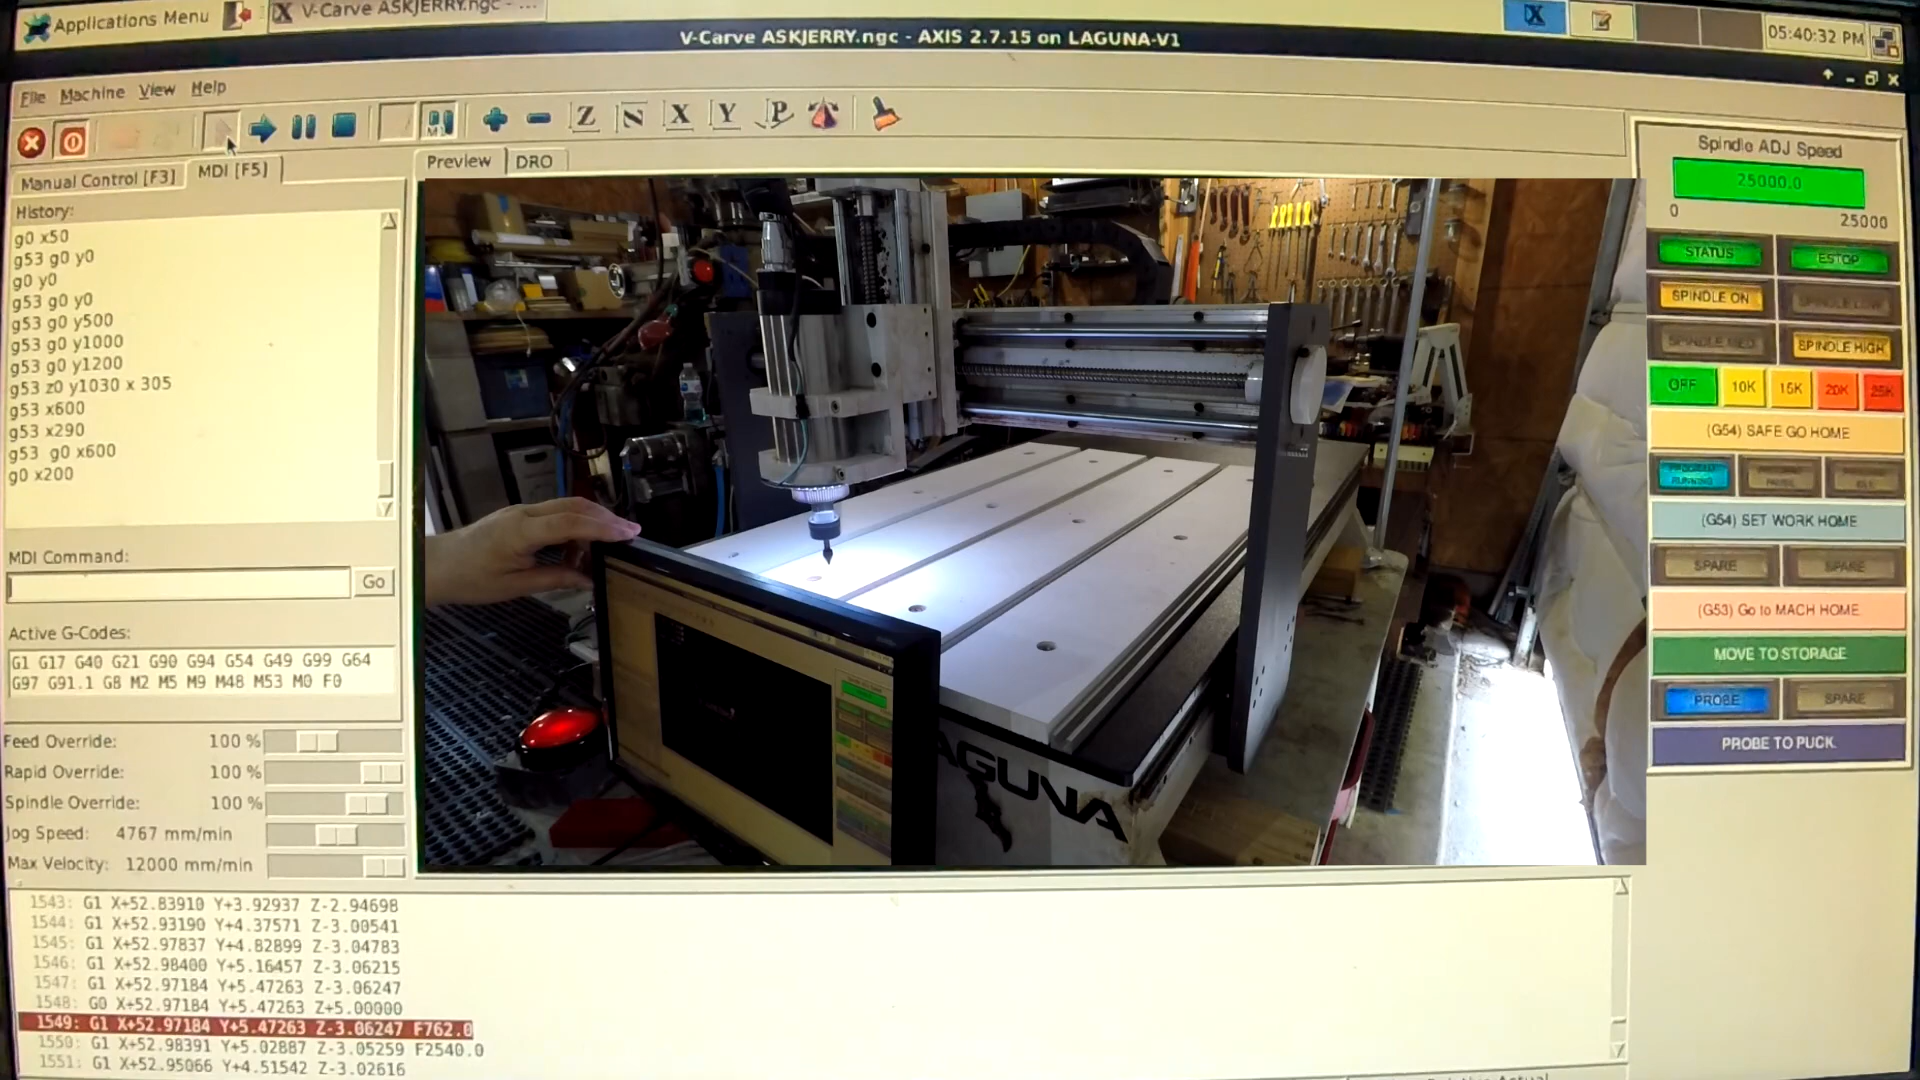 Applications Menu
V-Carve ASKJERRY.ngc - ...
05:40:32 PM
V-Carve ASKJERRY.ngc - AXIS 2.7.15 on LAGUNA-V1
File Machine View Help
Z N X Y P
Manual Control [F3]
MDI [F5]
Preview
DRO
History:
g0 x50
g53 g0 y0
g0 y0
g53 g0 y0
g53 g0 y500
g53 g0 y1000
g53 g0 y1200
g53 z0 y1030 x 305
g53 x600
g53 x290
g53 g0 x600
g0 x200
MDI Command:
Go
Active G-Codes:
G1 G17 G40 G21 G90 G94 G54 G49 G99 G64
G97 G91.1 G8 M2 M5 M9 M48 M53 M0 F0
Feed Override: 100 %
Rapid Override: 100 %
Spindle Override: 100 %
Jog Speed: 4767 mm/min
Max Velocity: 12000 mm/min
LAGUNA
Spindle ADJ Speed
25000.0
0 25000
STATUS
ESTOP
SPINDLE ON
SPINDLE LOW
SPINDLE MED
SPINDLE HIGH
OFF 10K 15K 20K 25K
(G54) SAFE GO HOME
PROGRAM RUNNING
PAUSE
(G54) SET WORK HOME
SPARE
SPARE
(G53) Go to MACH HOME
MOVE TO STORAGE
PROBE
SPARE
PROBE TO PUCK
1543: G1 X+52.83910 Y+3.92937 Z-2.94698
1544: G1 X+52.93190 Y+4.37571 Z-3.00541
1545: G1 X+52.97837 Y+4.82899 Z-3.04783
1546: G1 X+52.98400 Y+5.16457 Z-3.06215
1547: G1 X+52.97184 Y+5.47263 Z-3.06247
1548: G0 X+52.97184 Y+5.47263 Z+5.00000
1549: G1 X+52.97184 Y+5.47263 Z-3.06247 F762.0
1550: G1 X+52.98391 Y+5.02887 Z-3.05259 F2540.0
1551: G1 X+52.95066 Y+4.51542 Z-3.02616